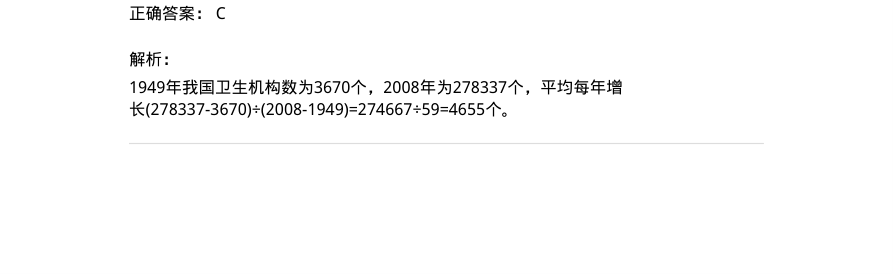 正确答案： C
解析：
1949年我国卫生机构数为3670个，2008年为278337个，平均每年增
长(278337-3670)÷(2008-1949)=274667÷59=4655个。